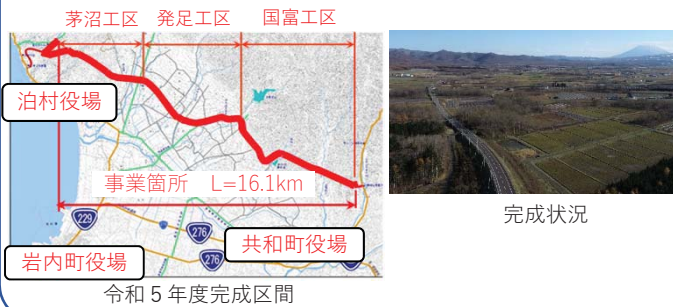 茅沼工区 発足工区 国富工区
泊村役場
事業箇所 L=16.1km
229
276
共和町役場
岩内町役場
276
令和5年度完成区間
完成状況